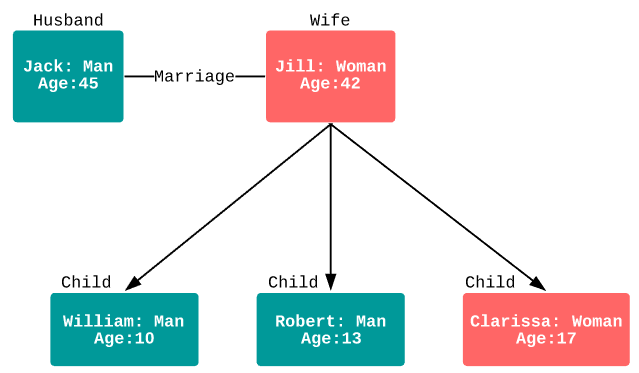 Husband
Wife
Jack: Man
Age:45
Marriage
Jill: Woman
Age:42
Child
Child
Child
William: Man
Age:10
Robert: Man
Age:13
Clarissa: Woman
Age:17